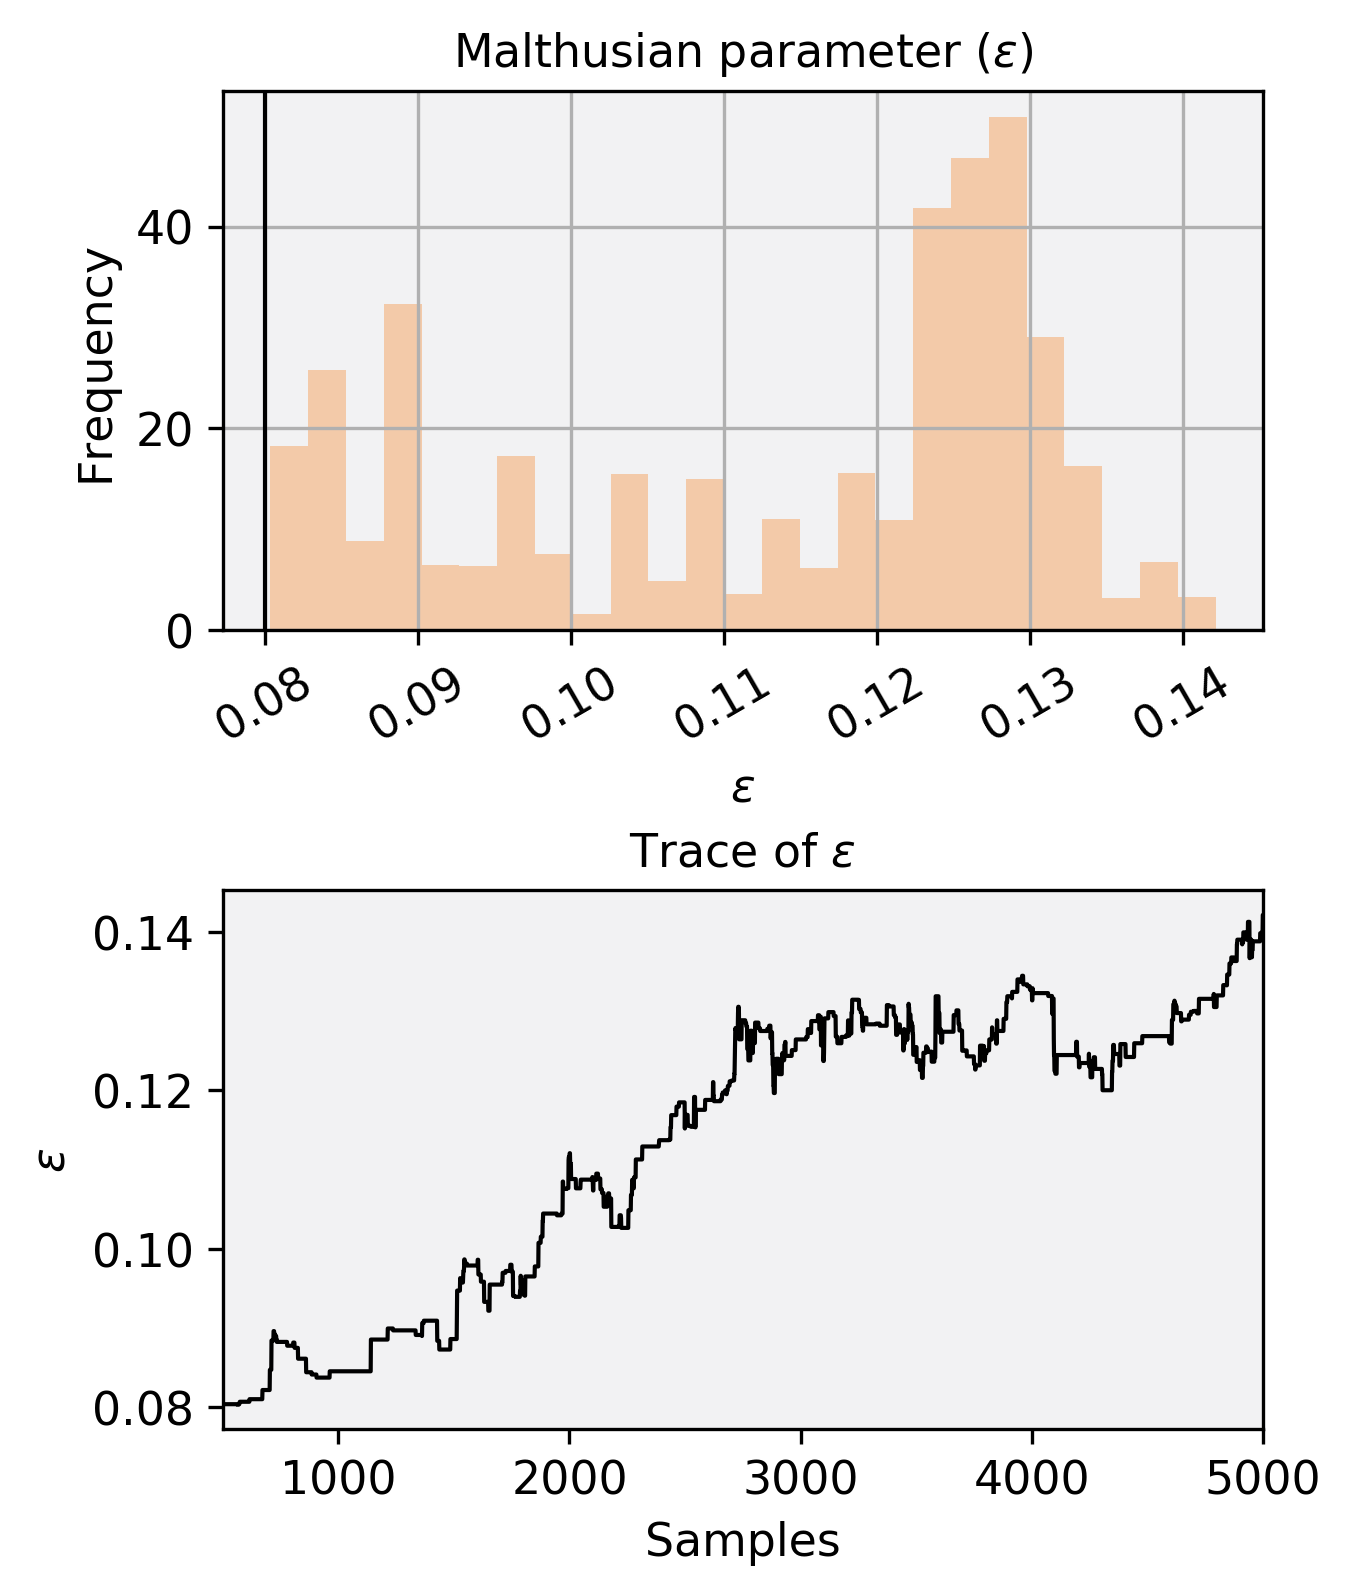 Malthusian parameter (ε)
Frequency
40
20
0
0.08 0.09 0.10 0.11 0.12 0.13 0.14
ε
Trace of ε
ε
0.14
0.12
0.10
0.08
1000 2000 3000 4000 5000
Samples